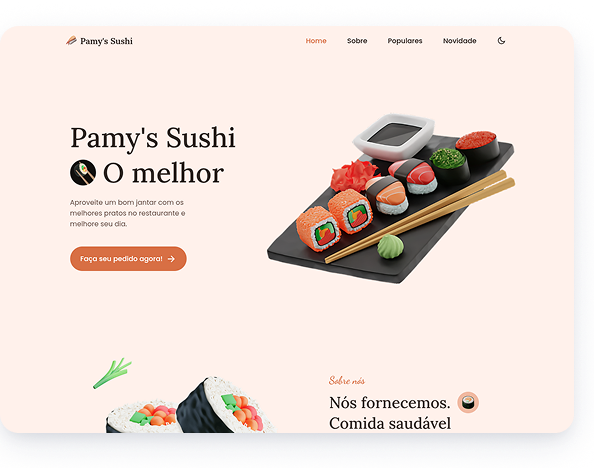 Pamy's Sushi
Home Sobre Populares Novidade
Pamy's Sushi
O melhor
Aproveite um bom jantar com os
melhores pratos no restaurante e
melhore seu dia.
Faça seu pedido agora!
Sobre nós
Nós fornecemos.
Comida saudável